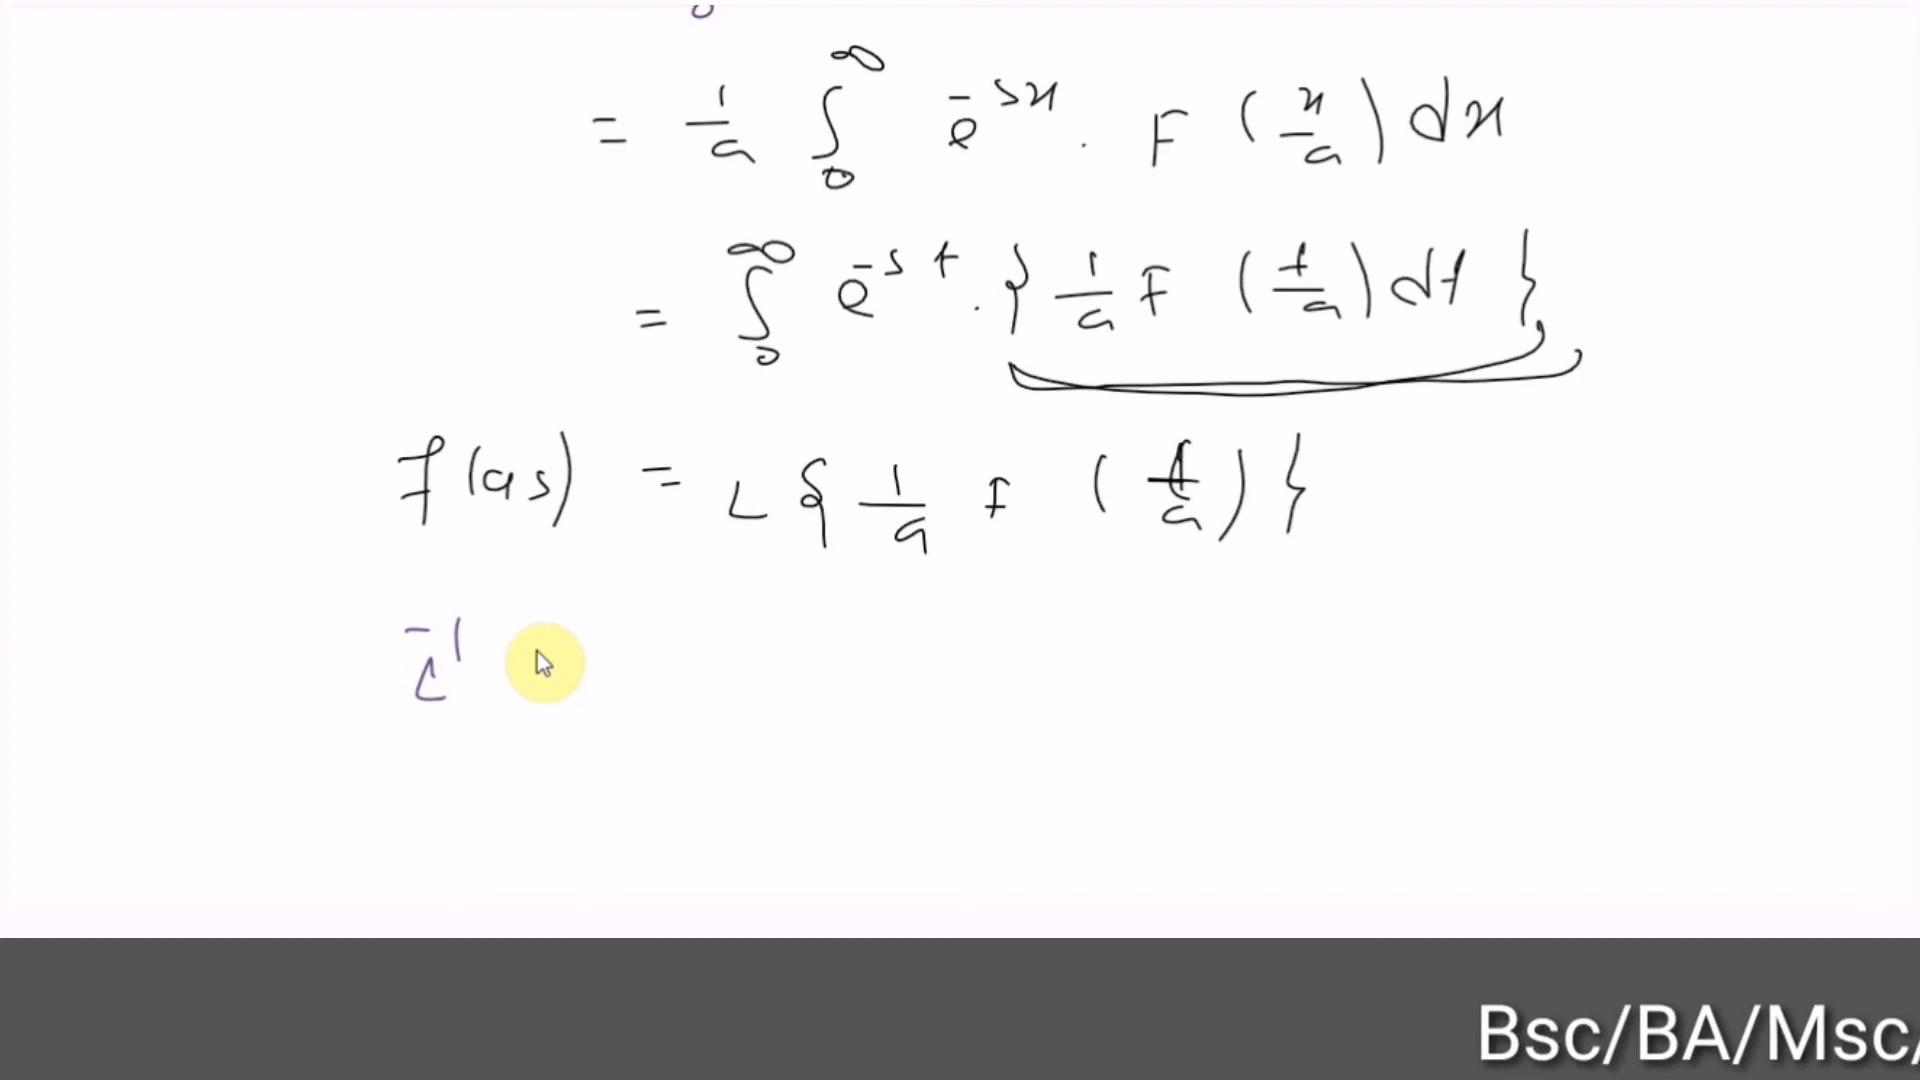 = 1/a ∫₀^∞ e^{-sx} . F (x/a) dx
= ∫₀^∞ e^{-st} . { 1/a F (t/a) dt }
f(as) = L { 1/a F (t/a) }
L^{-1}
Bsc/BA/Msc/